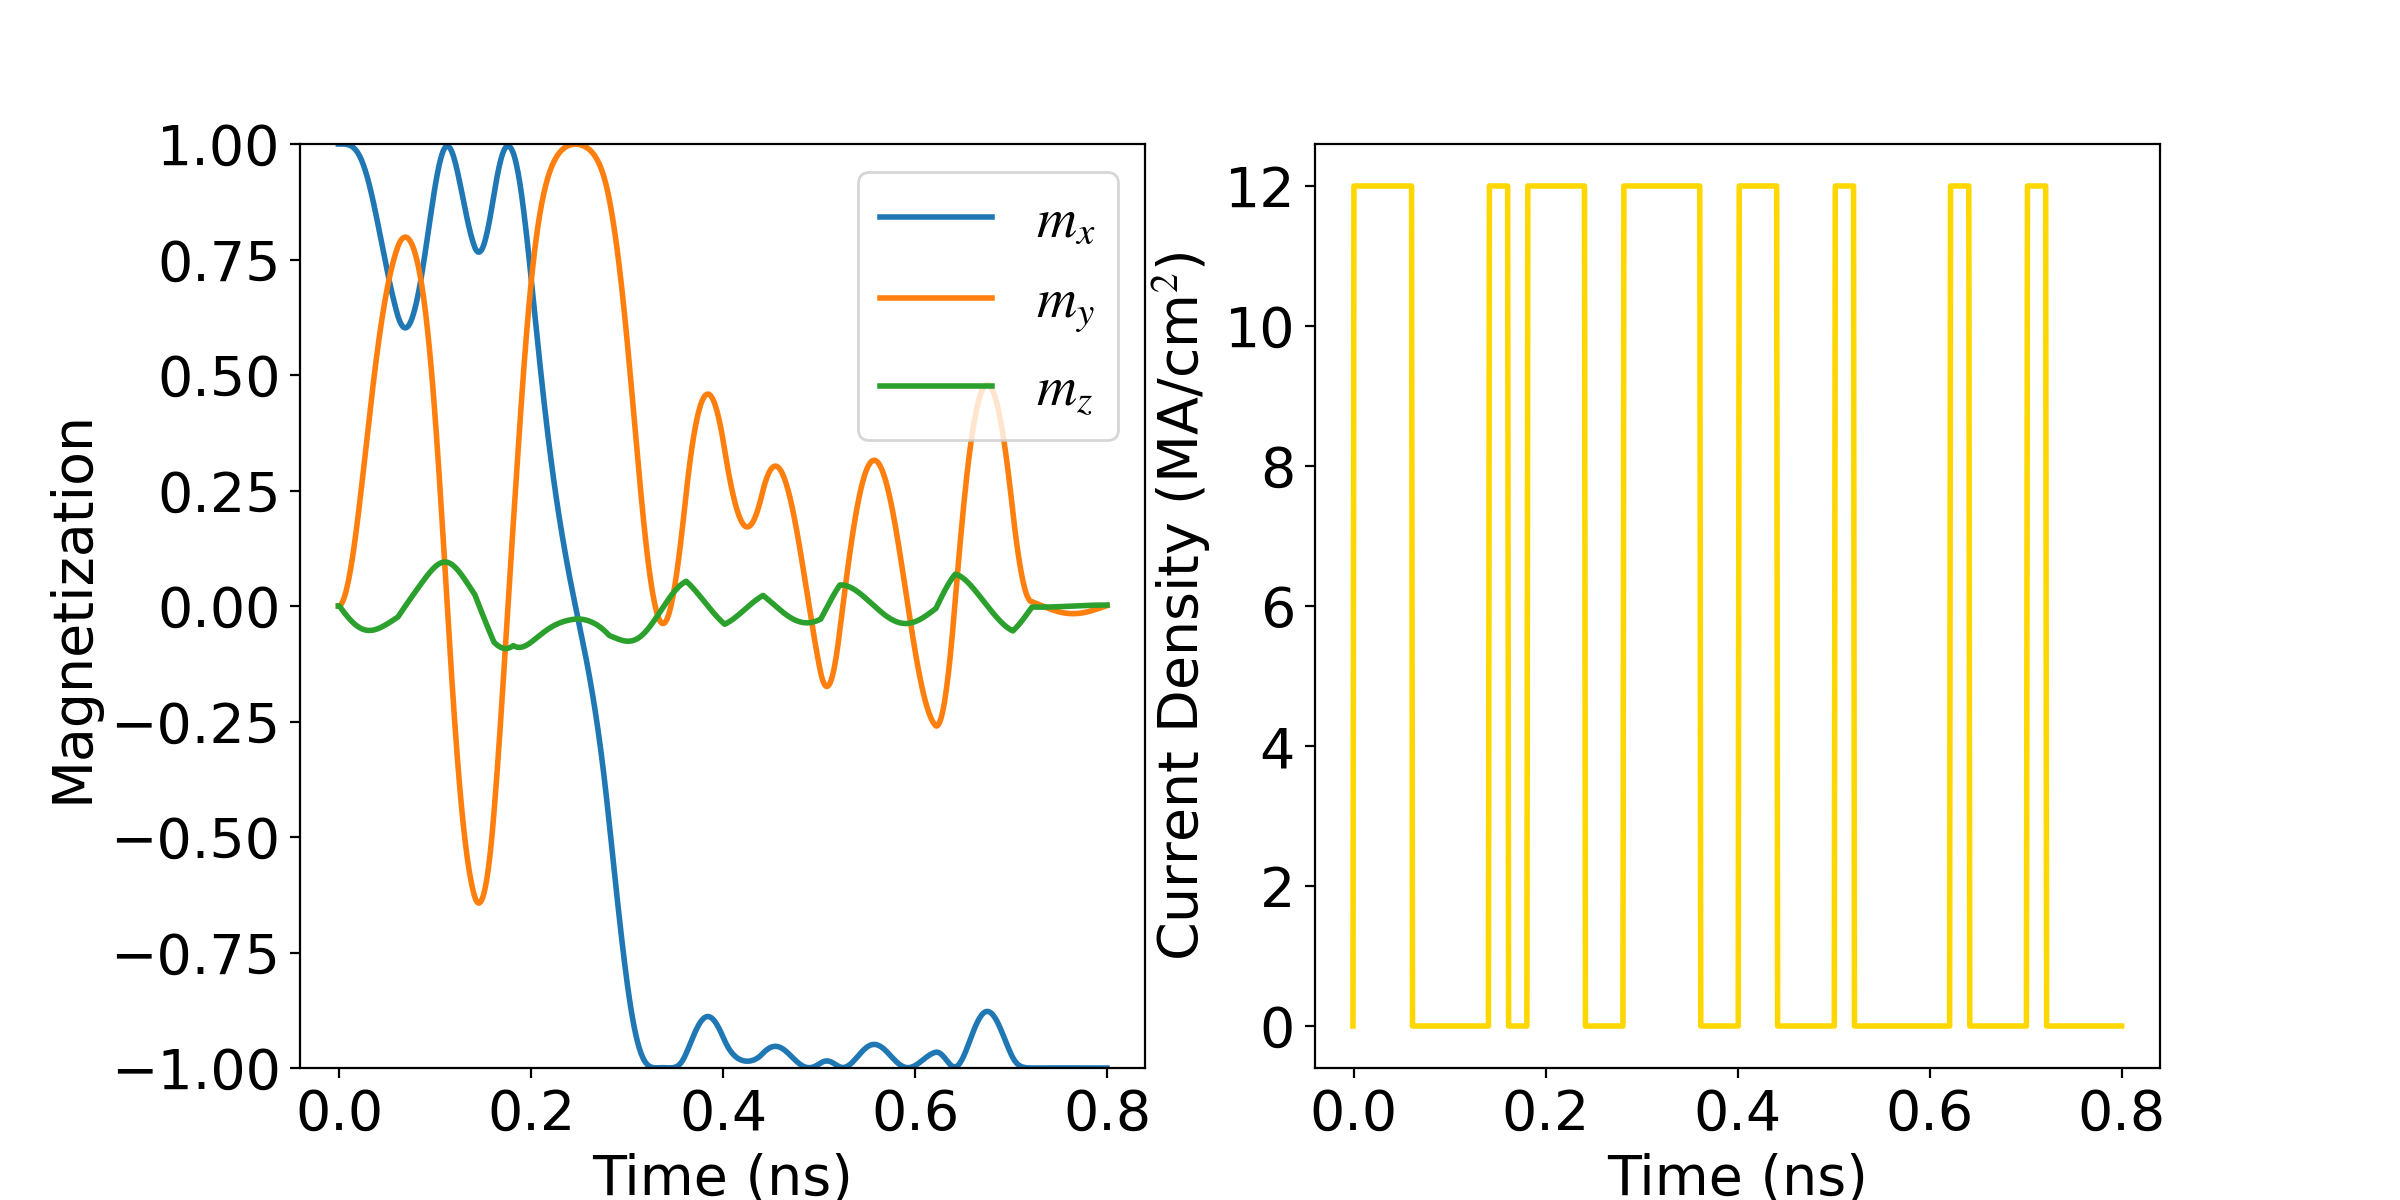 Magnetization
1.00
0.75
0.50
0.25
0.00
−0.25
−0.50
−0.75
−1.00
0.0 0.2 0.4 0.6 0.8
Time (ns)
m_x
m_y
m_z
Current Density (MA/cm²)
12
10
8
6
4
2
0
0.0 0.2 0.4 0.6 0.8
Time (ns)